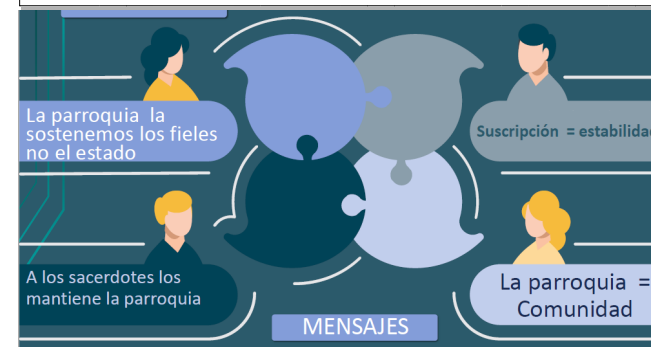 La parroquia la
sostenemos los fieles
no el estado
Suscripción = estabilidad
A los sacerdotes los
mantiene la parroquia
La parroquia =
Comunidad
MENSAJES